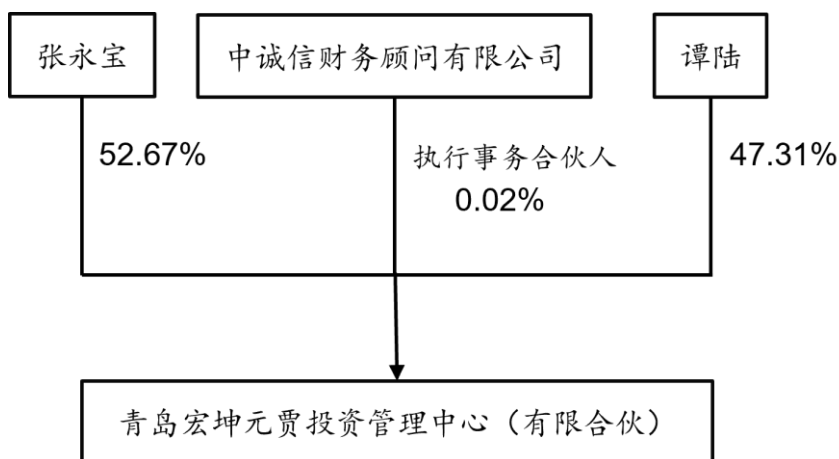 张永宝
中诚信财务顾问有限公司
谭陆
52.67%
执行事务合伙人
0.02%
47.31%
青岛宏坤元贾投资管理中心（有限合伙）